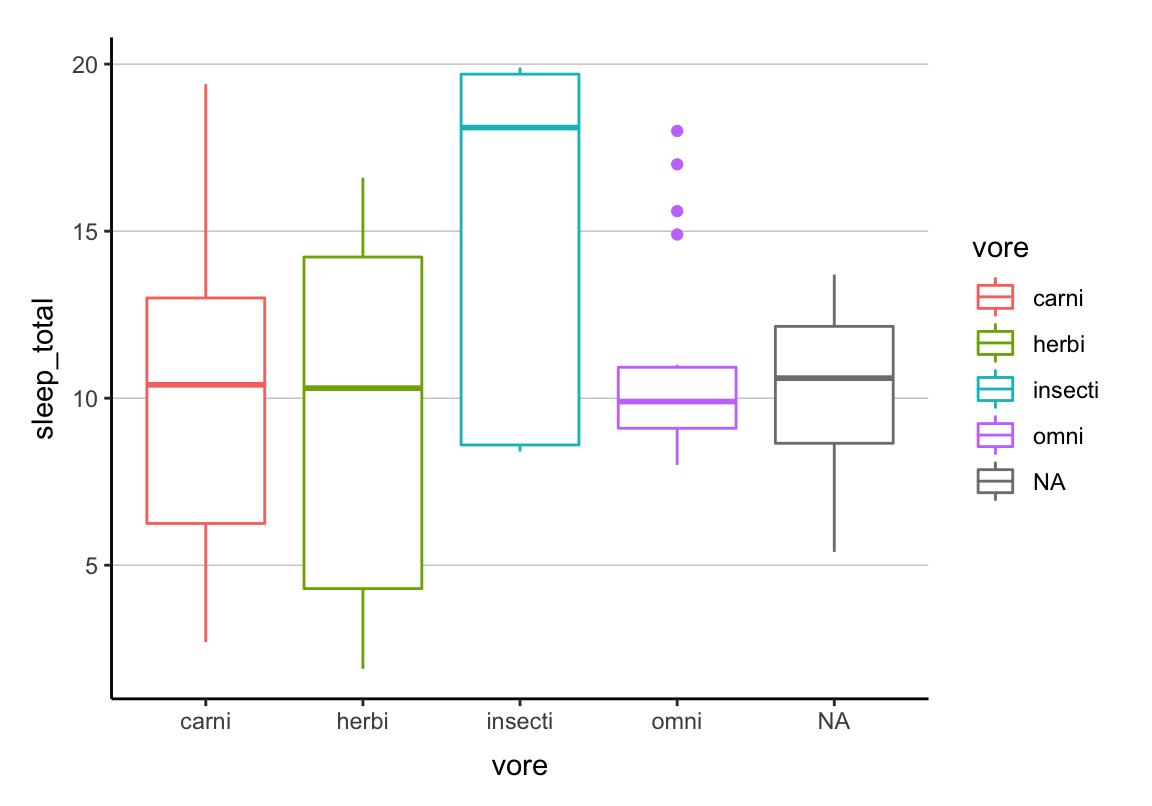 20
15
10
5
sleep_total
carni
herbi
insecti
omni
NA
vore
vore
carni
herbi
insecti
omni
NA